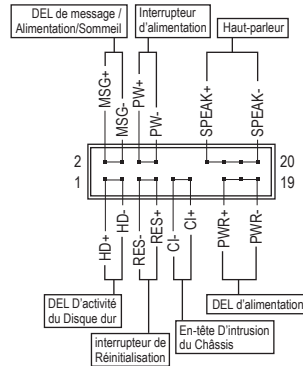 DEL de message /
Alimentation/Sommeil
Interrupteur
d'alimentation
Haut-parleur
MSG+
MSG-
PW+
PW-
SPEAK+
SPEAK-
2
20
1
19
HD+
HD-
RES-
RES+
CI-
CI+
PWR+
PWR-
DEL D'activité
du Disque dur
DEL d'alimentation
interrupteur de
Réinitialisation
En-tête D'intrusion
du Châssis